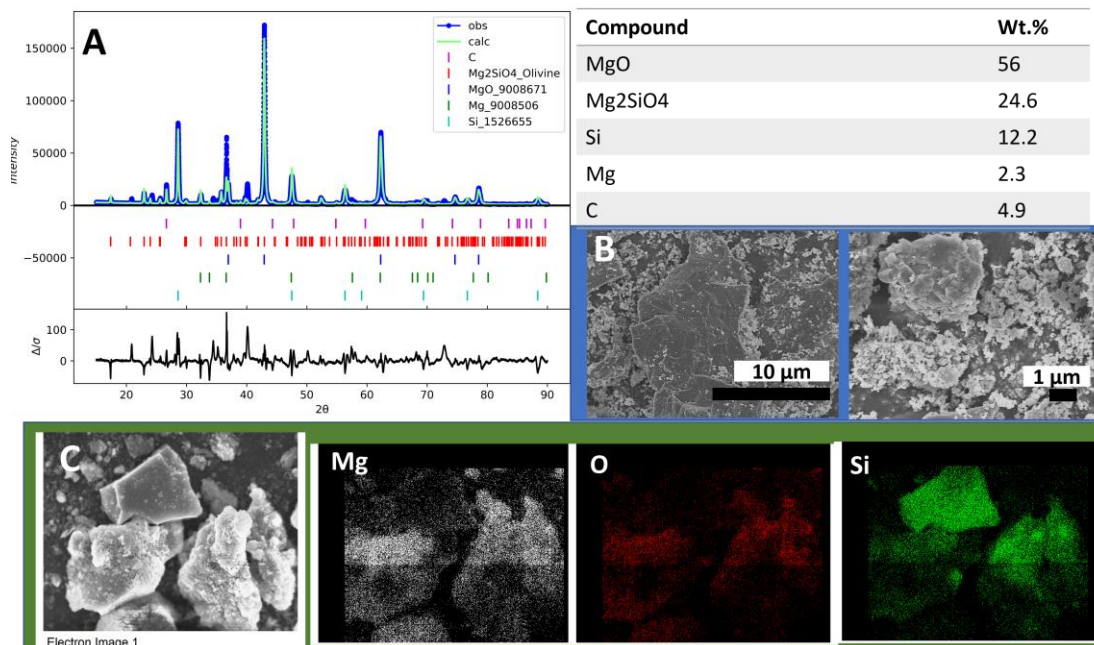 A
obs
calc
C
Mg2SiO4_Olivine
MgO_9008671
Mg_9008506
Si_1526655
Intensity
150000
100000
50000
0
−50000
Δ/σ
100
0
20 30 40 50 60 70 80 90
2θ
Compound Wt.%
MgO 56
Mg2SiO4 24.6
Si 12.2
Mg 2.3
C 4.9
B
10 µm
1 µm
C
Electron Image 1
Mg
O
Si